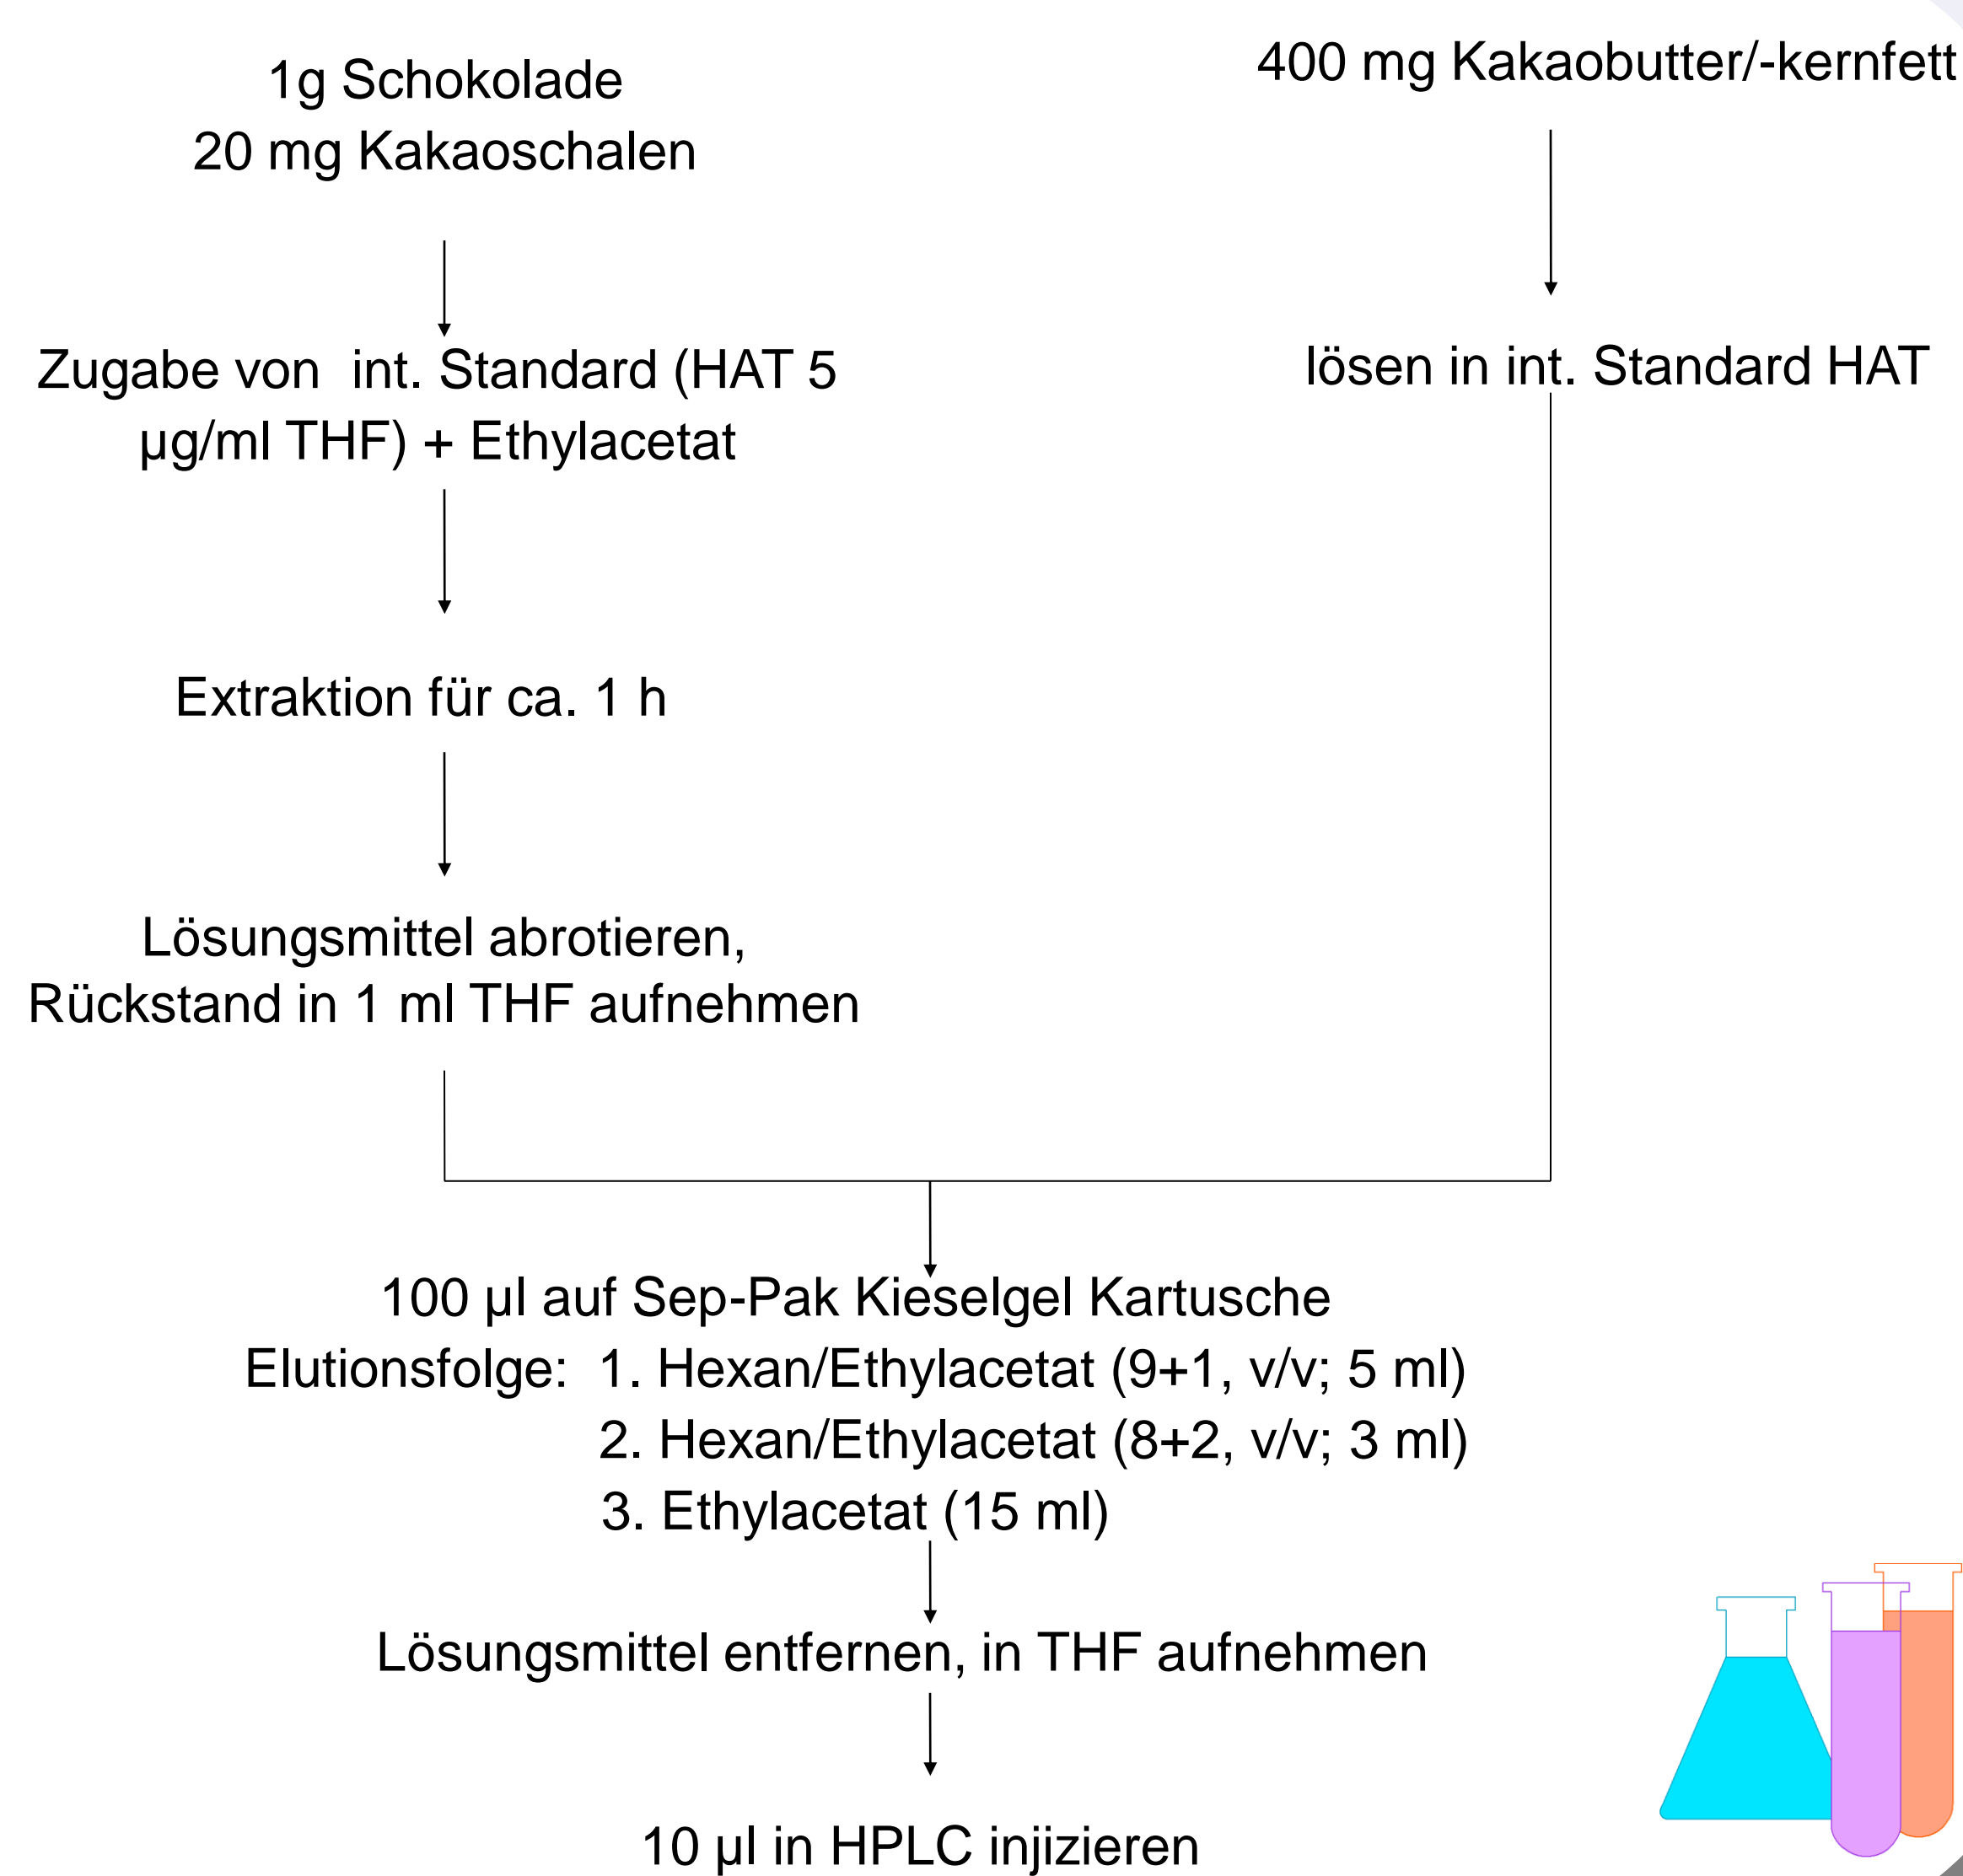 1g Schokolade
20 mg Kakaoschalen
400 mg Kakaobutter/-kernfett
Zugabe von  int. Standard (HAT 5
µg/ml THF) + Ethylacetat
lösen in int. Standard HAT
Extraktion für ca. 1 h
Lösungsmittel abrotieren,
Rückstand in 1 ml THF aufnehmen
100 µl auf Sep-Pak Kieselgel Kartusche
Elutionsfolge:  1. Hexan/Ethylacetat (9+1, v/v; 5 ml)
2. Hexan/Ethylacetat (8+2, v/v; 3 ml)
3. Ethylacetat (15 ml)
Lösungsmittel entfernen, in THF aufnehmen
10 µl in HPLC injizieren